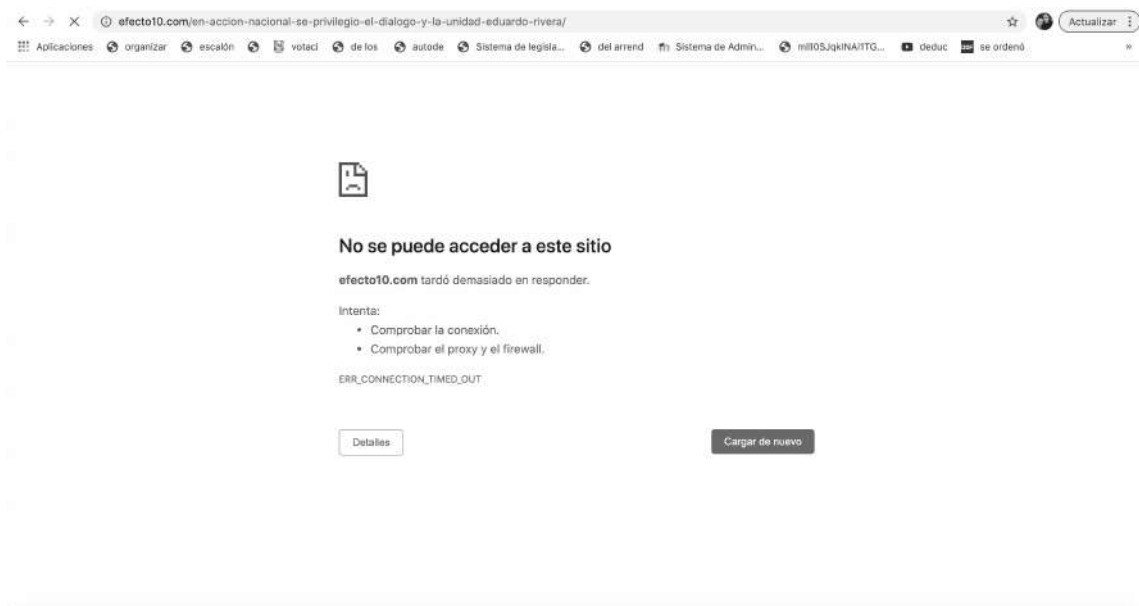 efecto10.com/en-accion-nacional-se-privilegio-el-dialogo-y-la-unidad-eduardo-rivera/ Actualizar
Aplicaciones organizar escalón votaci de los autode Sistema de legisla... del arrend Sistema de Admin... deduc se ordenó »
No se puede acceder a este sitio
efecto10.com tardó demasiado en responder.
Intenta:
• Comprobar la conexión.
• Comprobar el proxy y el firewall.
ERR_CONNECTION_TIMED_OUT
Detalles Cargar de nuevo